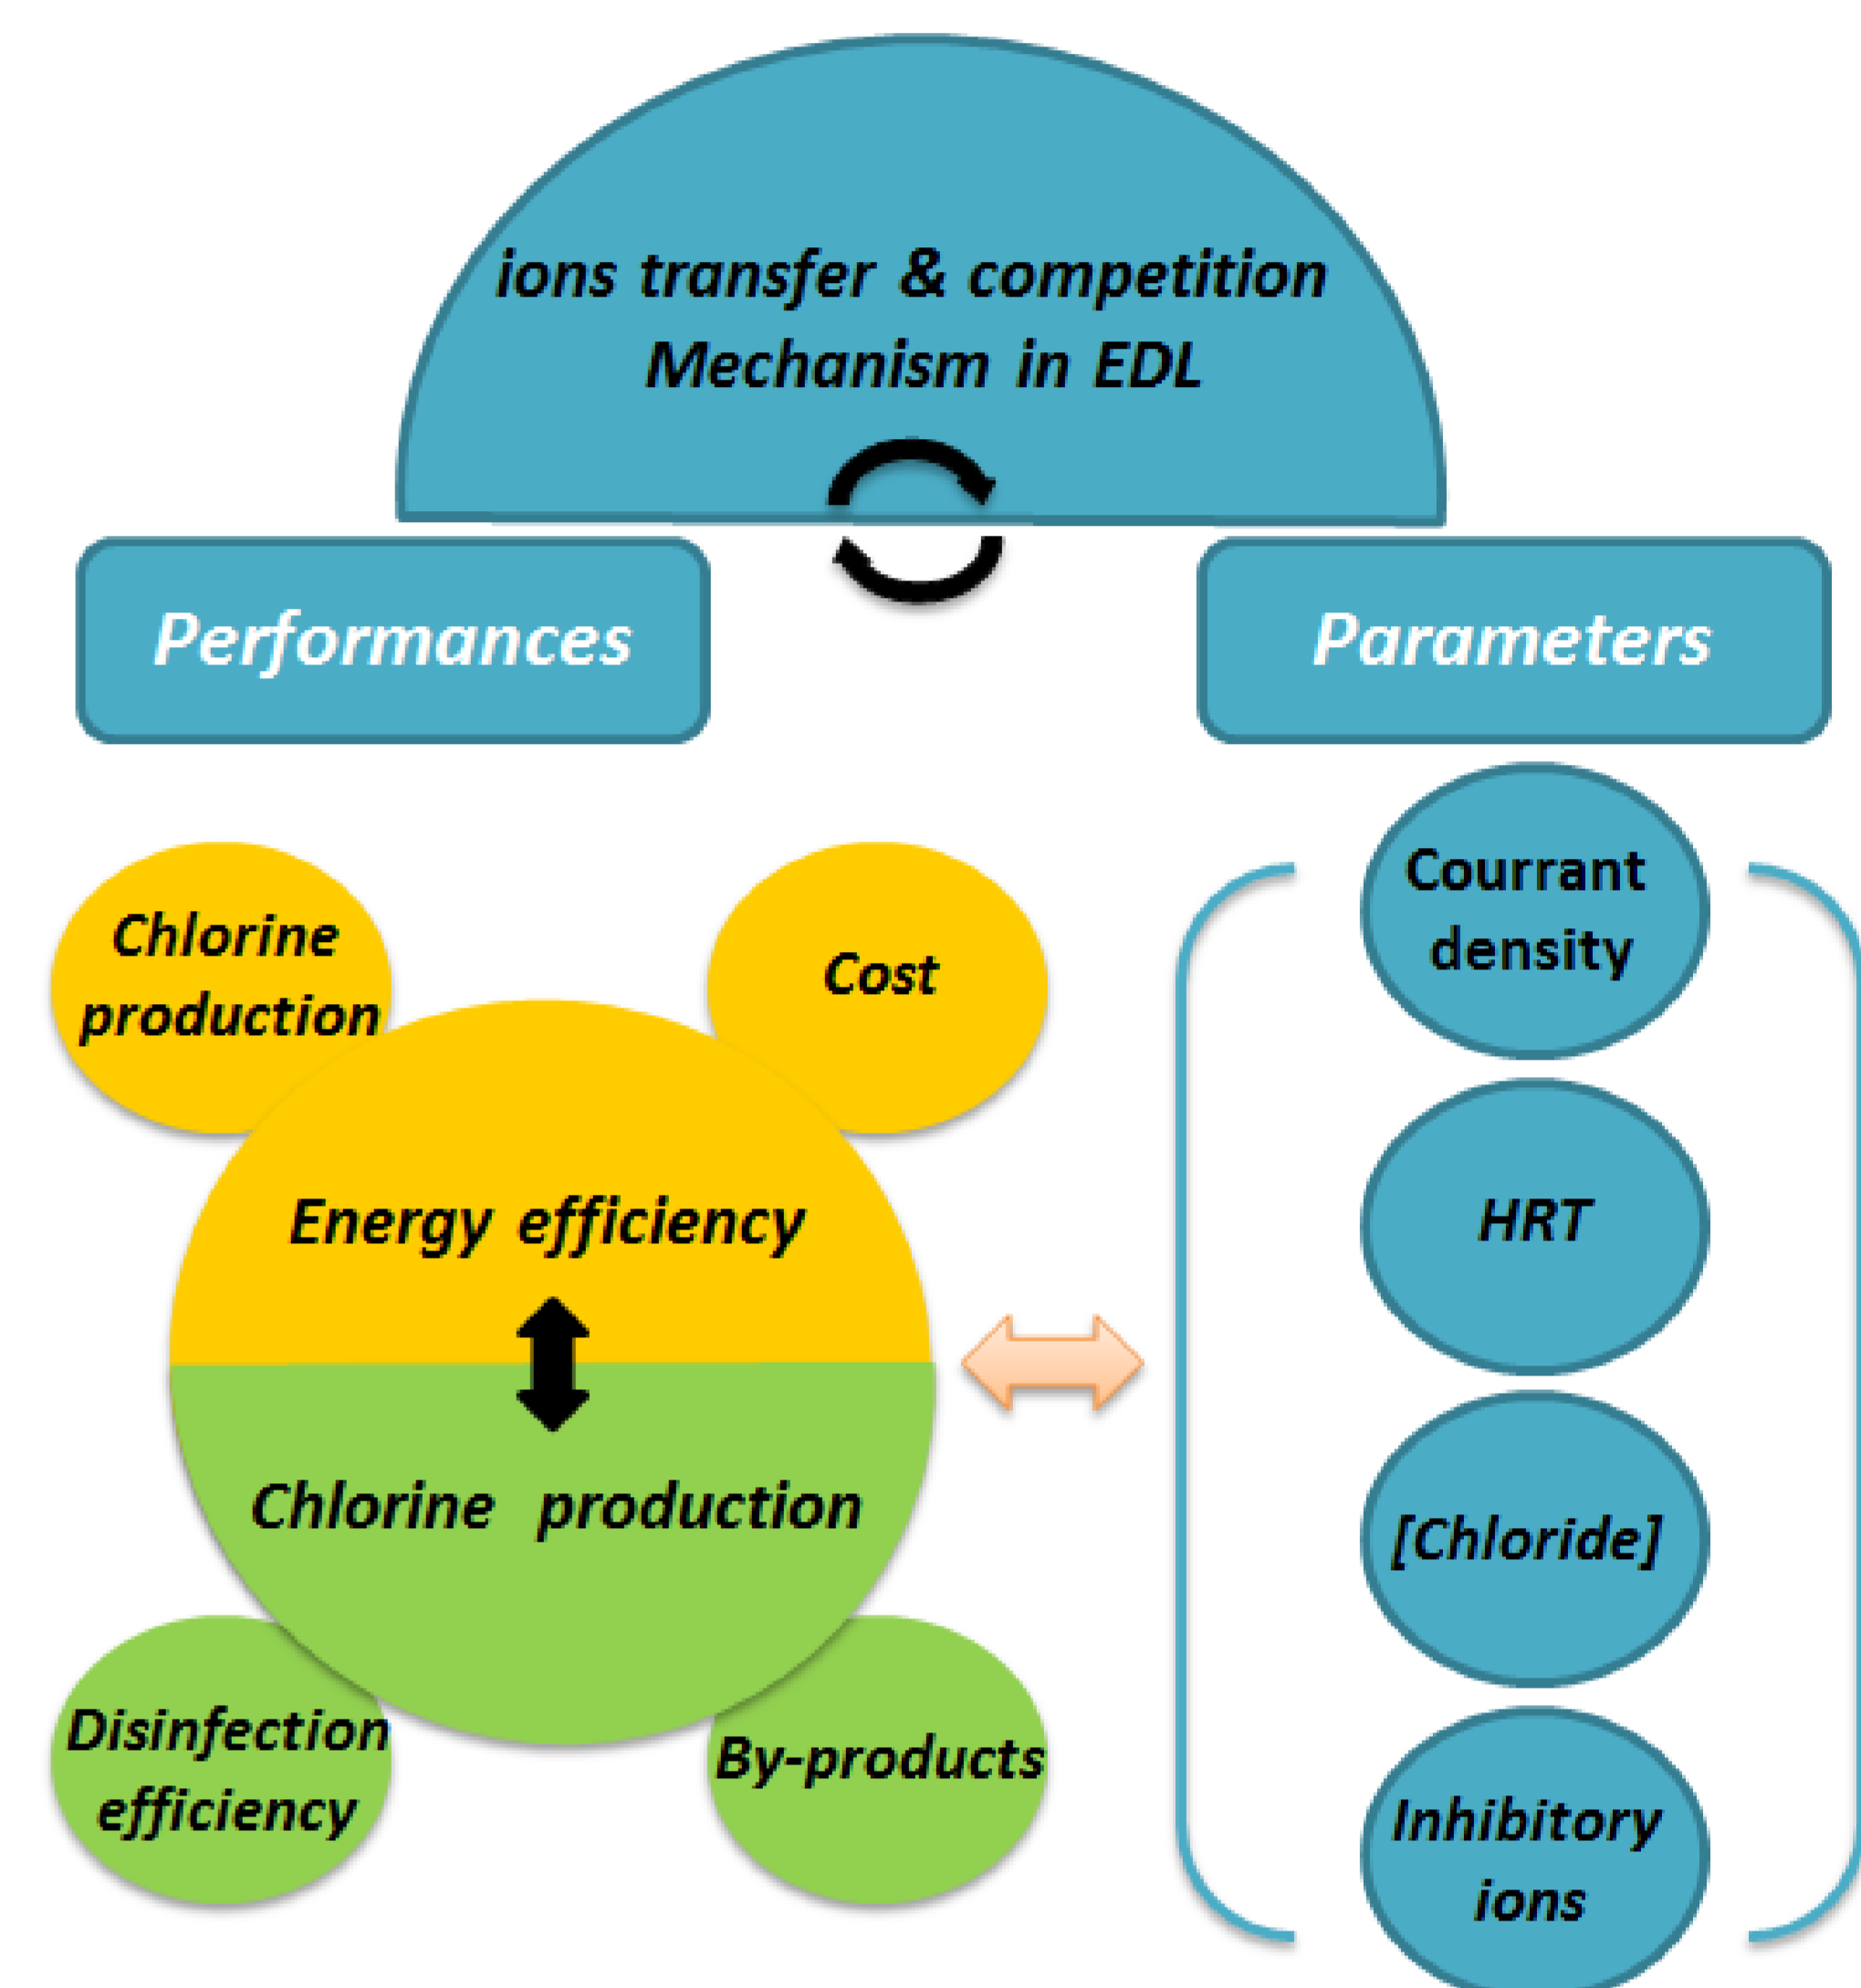 ions transfer & competition
Mechanism in EDL
Performances
Parameters
Chlorine
production
Cost
Energy efficiency
Chlorine production
Disinfection
efficiency
By-products
Courrant
density
HRT
[Chloride]
Inhibitory
ions